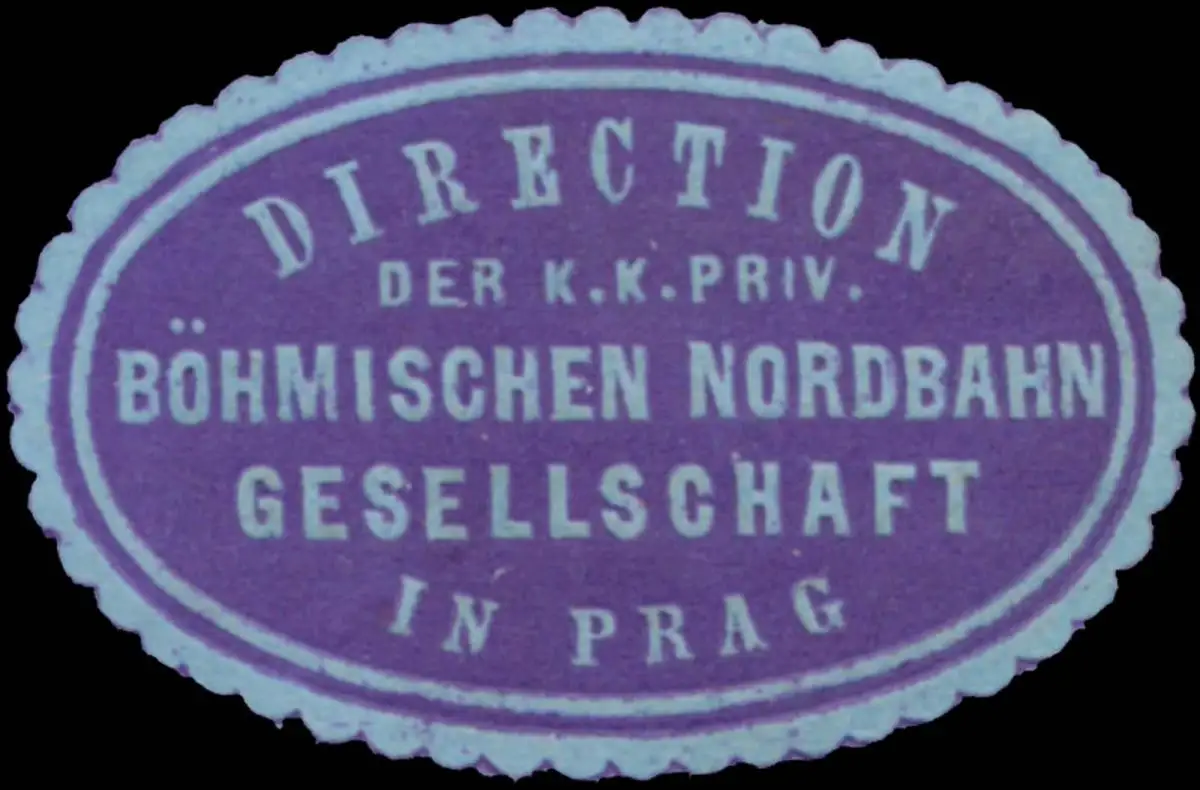 DIRECTION
DER K.K.PRIV.
BÖHMISCHEN NORDBAHN
GESELLSCHAFT
IN PRAG